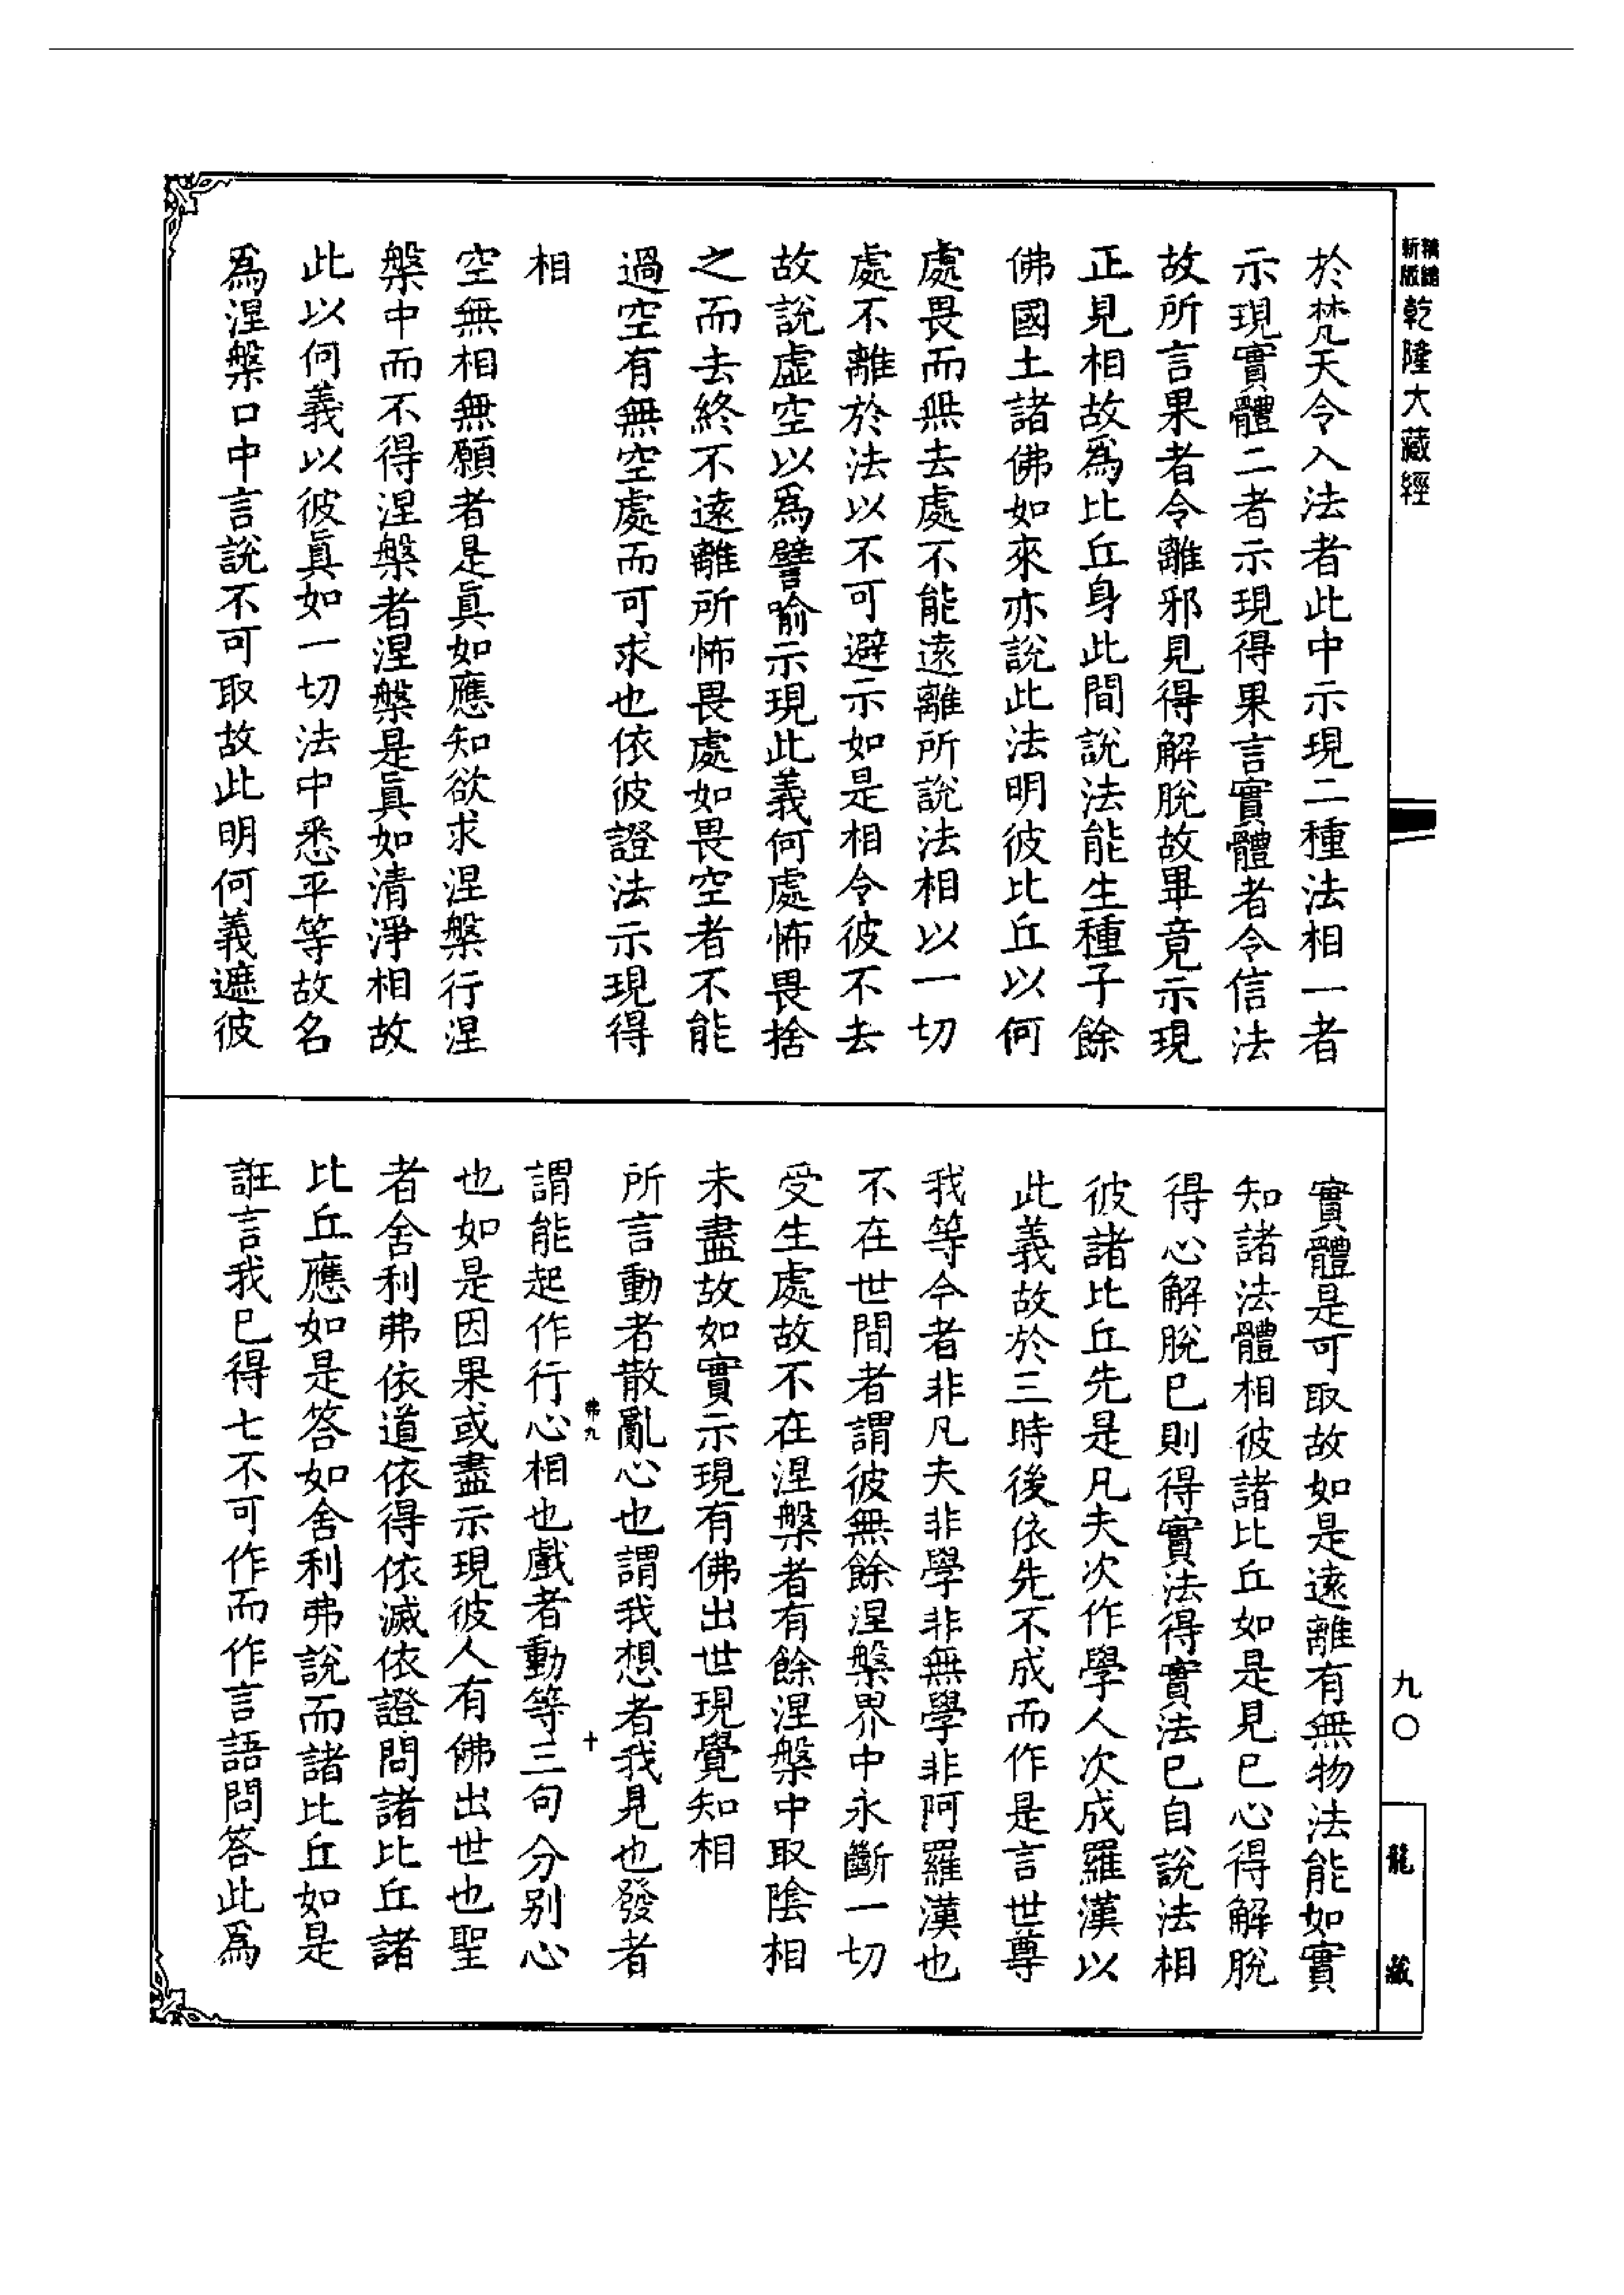 精縮新版乾隆大藏經
於梵天令入法者此中示現二種法相一者
示現實體二者示現得果言實體者令信法
故所言果者令離邪見得解脫故畢竟示現
正見相故爲比丘身此間說法能生種子餘
佛國土諸佛如來亦說此法明彼比丘以何
處畏而無去處不能遠離所說法相以一切
處不離於法以不可避示如是相令彼不去
故說虛空以爲譬喻示現此義何處怖畏捨
之而去終不遠離所怖畏處如畏空者不能
過空有無空處而可求也依彼證法示現得
相
空無相無願者是眞如應知欲求涅槃行涅
槃中而不得涅槃者涅槃是眞如清淨相故
此以何義以彼眞如一切法中悉平等故名
爲涅槃口中言說不可取故此明何義遮彼
實體是可取故如是遠離有無物法能如實
知諸法體相彼諸比丘如是見已心得解脫
得心解脫已則得實法得實法已自說法相
彼諸比丘先是凡夫次作學人次成羅漢以
此義故於三時後依先不成而作是言世尊
我等今者非凡夫非學非無學非阿羅漢也
不在世間者謂彼無餘涅槃界中永斷一切
受生處故不在涅槃者有餘涅槃中取陰相
未盡故如實示現有佛出世現覺知相
所言動者散亂心也謂我想者我見也發者
佛九 十
謂能起作行心相也戲者動等三句分別心
也如是因果或盡示現彼人有佛出世也聖
者舍利弗依道依得依滅依證問諸比丘諸
比丘應如是答如舍利弗說而諸比丘如是
誑言我已得七不可作而作言語問答此爲
九〇
龍藏